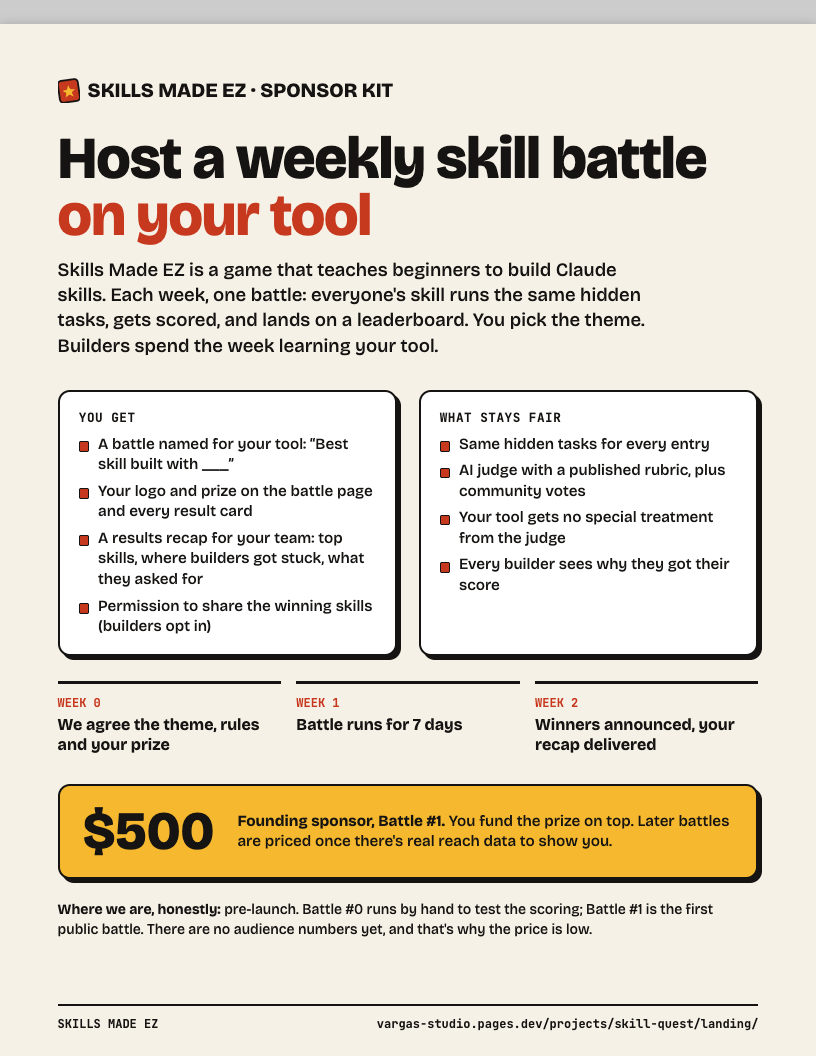 SKILLS MADE EZ · SPONSOR KIT
Host a weekly skill battle
on your tool
Skills Made EZ is a game that teaches beginners to build Claude
skills. Each week, one battle: everyone's skill runs the same hidden
tasks, gets scored, and lands on a leaderboard. You pick the theme.
Builders spend the week learning your tool.
YOU GET
A battle named for your tool: “Best
skill built with ____”
Your logo and prize on the battle page
and every result card
A results recap for your team: top
skills, where builders got stuck, what
they asked for
Permission to share the winning skills
(builders opt in)
WHAT STAYS FAIR
Same hidden tasks for every entry
AI judge with a published rubric, plus
community votes
Your tool gets no special treatment
from the judge
Every builder sees why they got their
score
WEEK 0
We agree the theme, rules
and your prize
WEEK 1
Battle runs for 7 days
WEEK 2
Winners announced, your
recap delivered
$500
Founding sponsor, Battle #1. You fund the prize on top. Later battles
are priced once there's real reach data to show you.
Where we are, honestly: pre-launch. Battle #0 runs by hand to test the scoring; Battle #1 is the first
public battle. There are no audience numbers yet, and that's why the price is low.
SKILLS MADE EZ
vargas-studio.pages.dev/projects/skill-quest/landing/